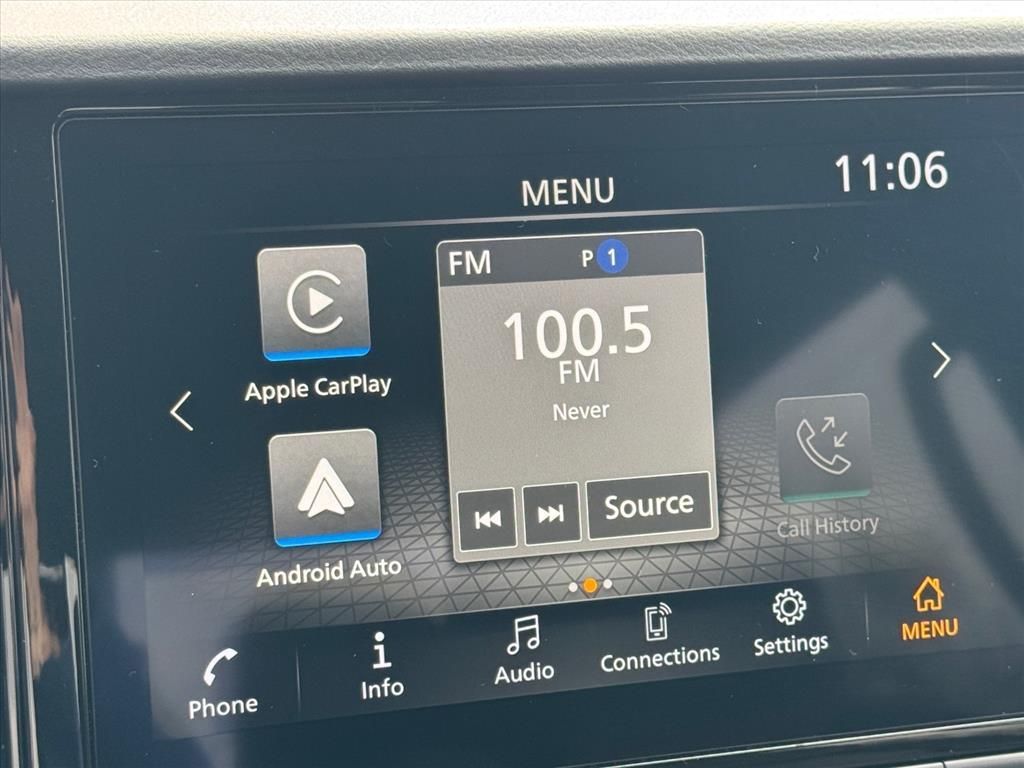 MENU
11:06
FM P 1
100.5
FM
Never
Apple CarPlay
Android Auto
Source
Call History
Phone
Info
Audio
Connections
Settings
MENU